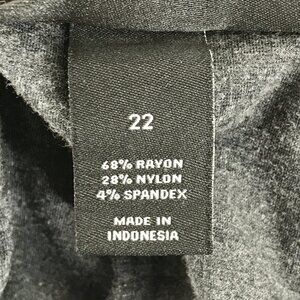 22
68% RAYON
28% NYLON
4% SPANDEX
MADE IN
INDONESIA